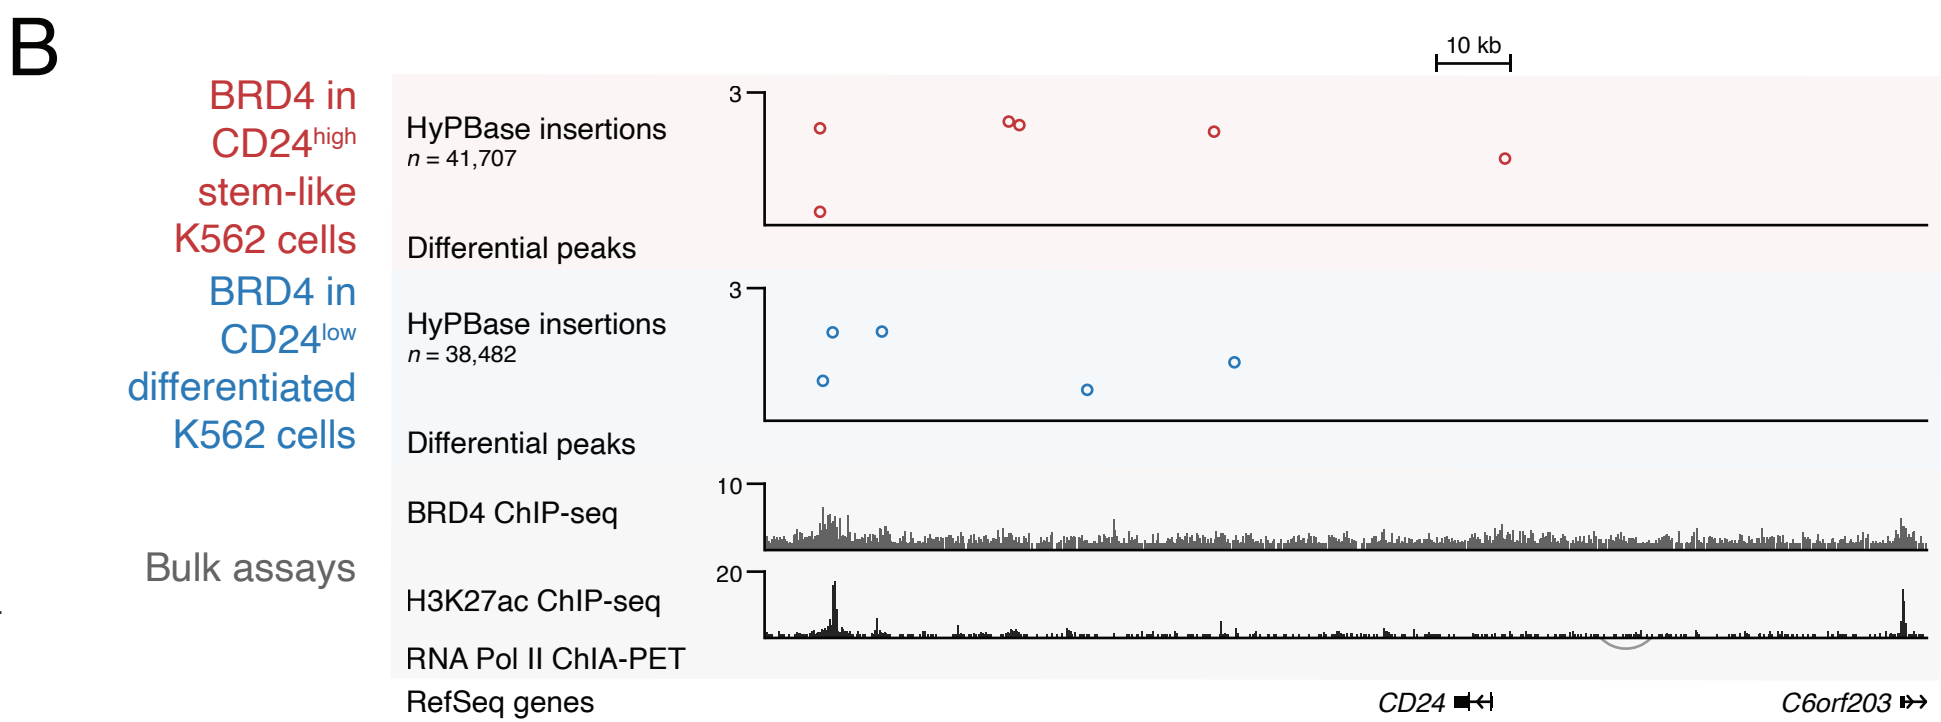 B
10 kb
BRD4 in
CD24high
stem-like
K562 cells
HyPBase insertions
n = 41,707
3
Differential peaks
BRD4 in
CD24low
differentiated
K562 cells
HyPBase insertions
n = 38,482
3
Differential peaks
Bulk assays
BRD4 ChIP-seq
10
H3K27ac ChIP-seq
20
RNA Pol II ChIA-PET
RefSeq genes
CD24
C6orf203